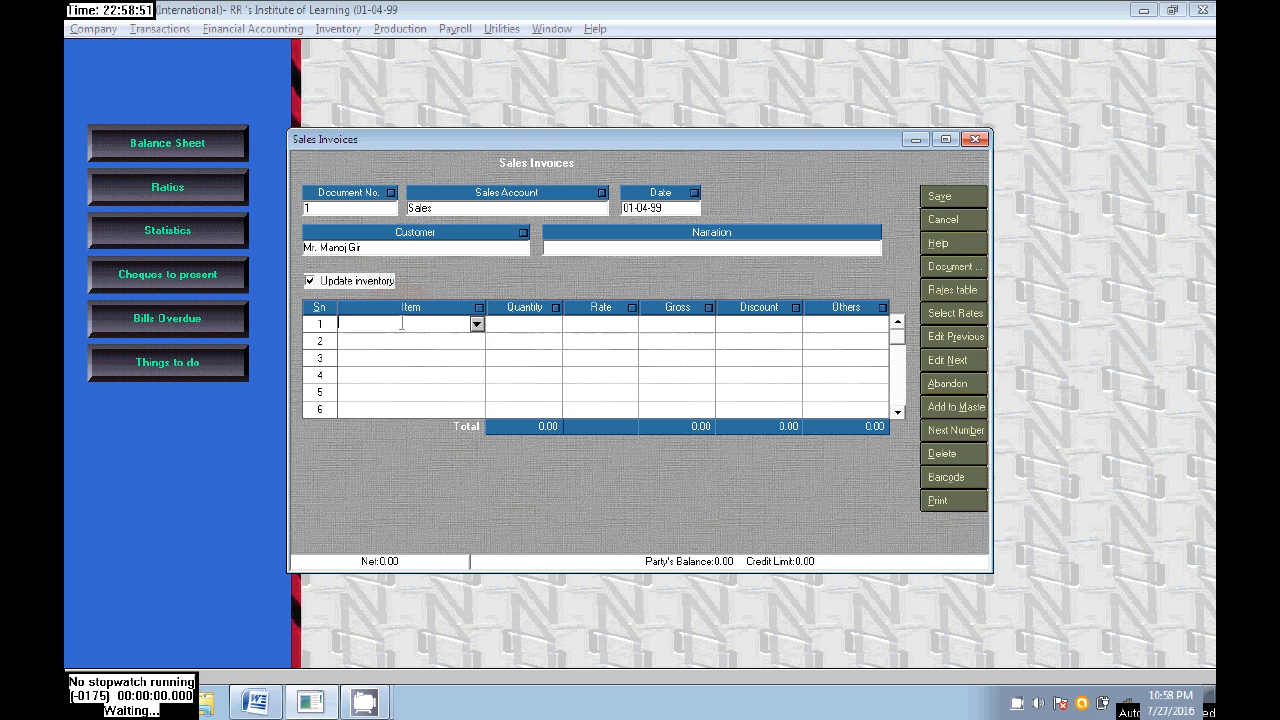 Time: 22:58:51 (International)- RR 's Institute of Learning (01-04-99
Company Transactions Financial Accounting Inventory Production Payroll Utilities Window Help
Balance Sheet
Ratios
Statistics
Cheques to present
Bills Overdue
Things to do
Sales Invoices
Sales Invoices
Document No. Sales Account Date
1 Sales 01-04-99
Customer Narration
Mr. Manoj Gir
Update inventory
Sn Item Quantity Rate Gross Discount Others
1
2
3
4
5
6
Total 0.00 0.00 0.00 0.00
Net:0.00 Party's Balance:0.00 Credit Limit:0.00
Save
Cancel
Help
Document ...
Rates table
Select Rates
Edit Previous
Edit Next
Abandon
Add to Maste
Next Number
Delete
Barcode
Print
No stopwatch running
(-0175) 00:00:00.000
Waiting...
10:58 PM
7/27/2016
Auto
ed